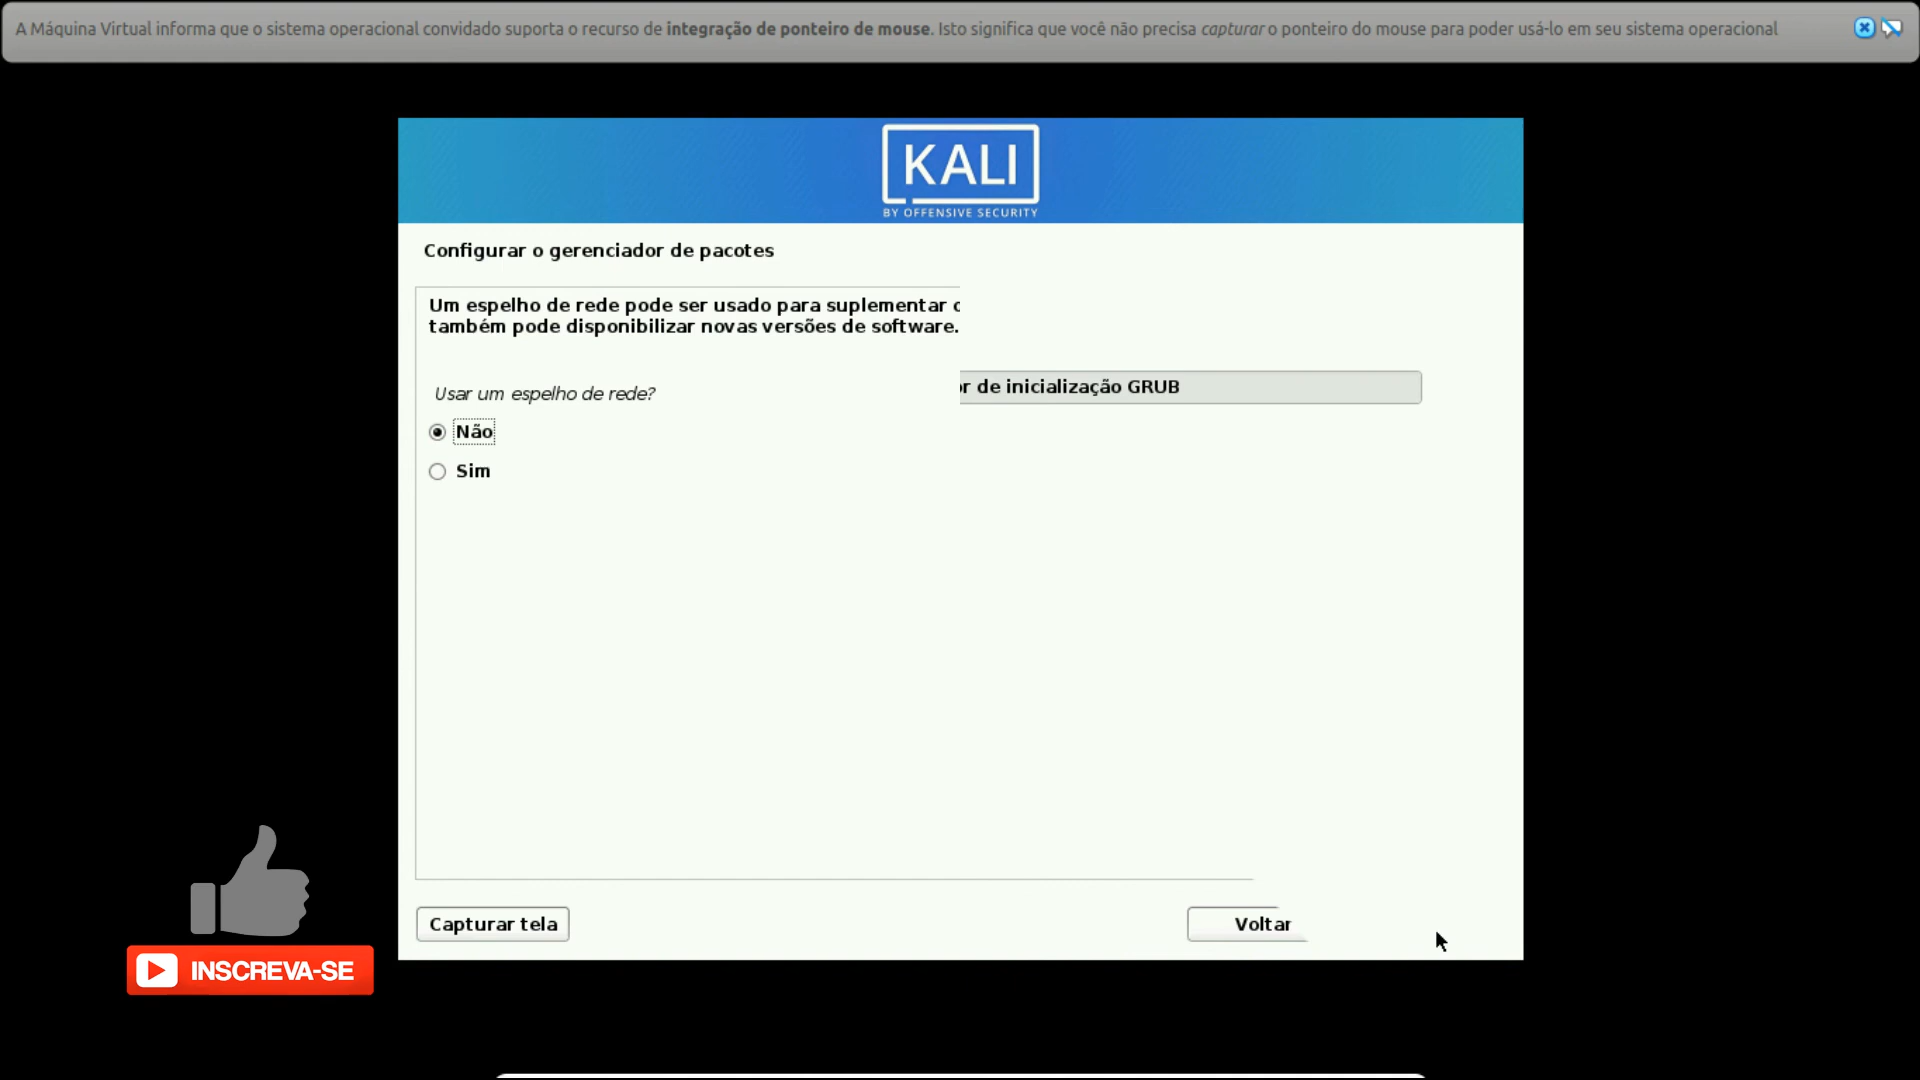 A Máquina Virtual informa que o sistema operacional convidado suporta o recurso de integração de ponteiro de mouse. Isto significa que você não precisa capturar o ponteiro do mouse para poder usá-lo em seu sistema operacional
KALI
BY OFFENSIVE SECURITY
Configurar o gerenciador de pacotes
Um espelho de rede pode ser usado para suplementar
também pode disponibilizar novas versões de software.
de inicialização GRUB
Usar um espelho de rede?
Não
Sim
Capturar tela
Voltar
INSCREVA-SE